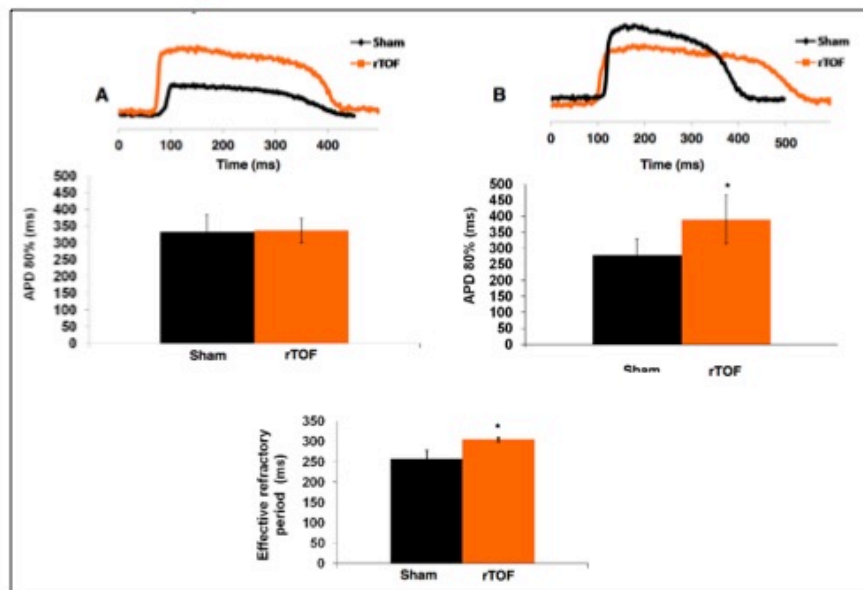 Sham
rTOF
A
0 100 200 300 400
Time (ms)
Sham
rTOF
B
0 100 200 300 400 500
Time (ms)
APD 80% (ms)
500
450
400
350
300
250
200
150
100
50
0
Sham rTOF
APD 80% (ms)
500
450
400
350
300
250
200
150
100
50
0
*
Sham rTOF
Effective refractory
period (ms)
350
300
250
200
150
100
50
0
*
Sham rTOF